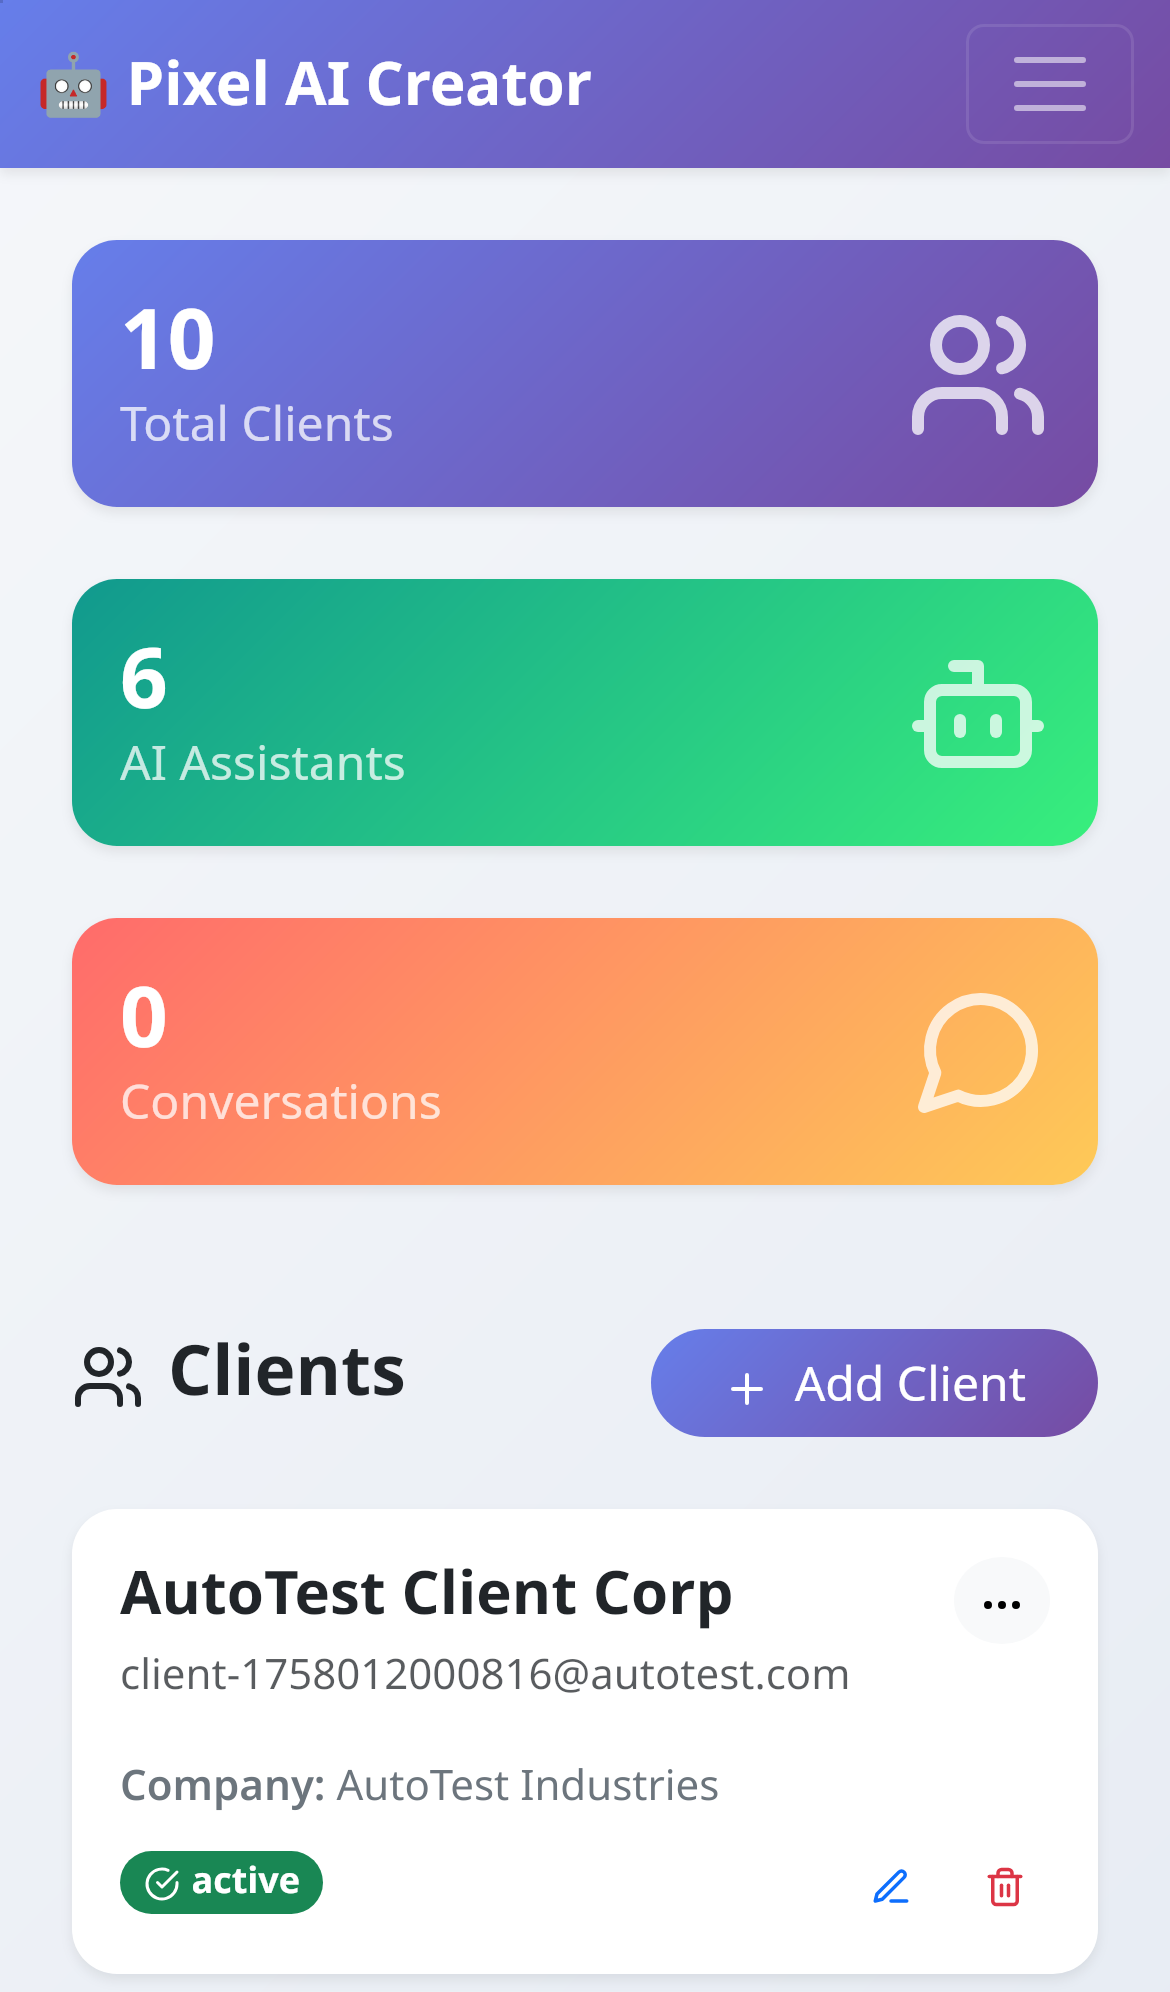 Pixel AI Creator
10
Total Clients
6
AI Assistants
0
Conversations
Clients
+ Add Client
AutoTest Client Corp
client-1758012000816@autotest.com
Company: AutoTest Industries
active